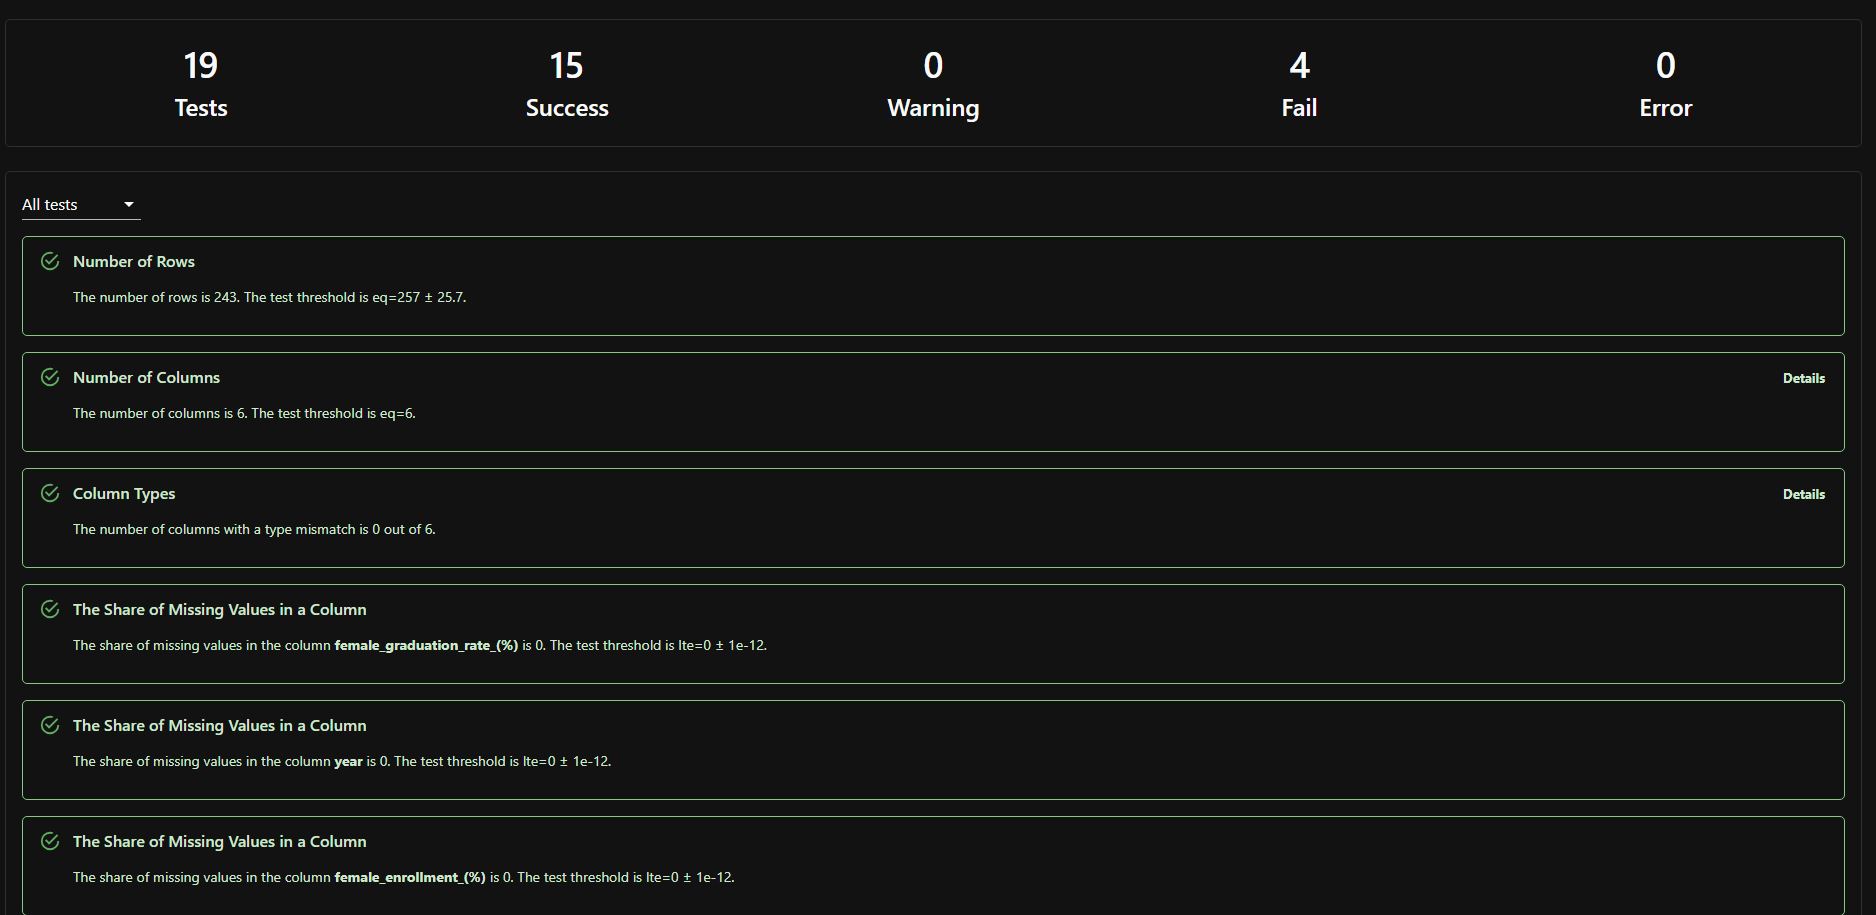 19
Tests
15
Success
0
Warning
4
Fail
0
Error
All tests
Number of Rows
The number of rows is 243. The test threshold is eq=257 ± 25.7.
Number of Columns
Details
The number of columns is 6. The test threshold is eq=6.
Column Types
Details
The number of columns with a type mismatch is 0 out of 6.
The Share of Missing Values in a Column
The share of missing values in the column female_graduation_rate_(%) is 0. The test threshold is lte=0 ± 1e-12.
The Share of Missing Values in a Column
The share of missing values in the column year is 0. The test threshold is lte=0 ± 1e-12.
The Share of Missing Values in a Column
The share of missing values in the column female_enrollment_(%) is 0. The test threshold is lte=0 ± 1e-12.